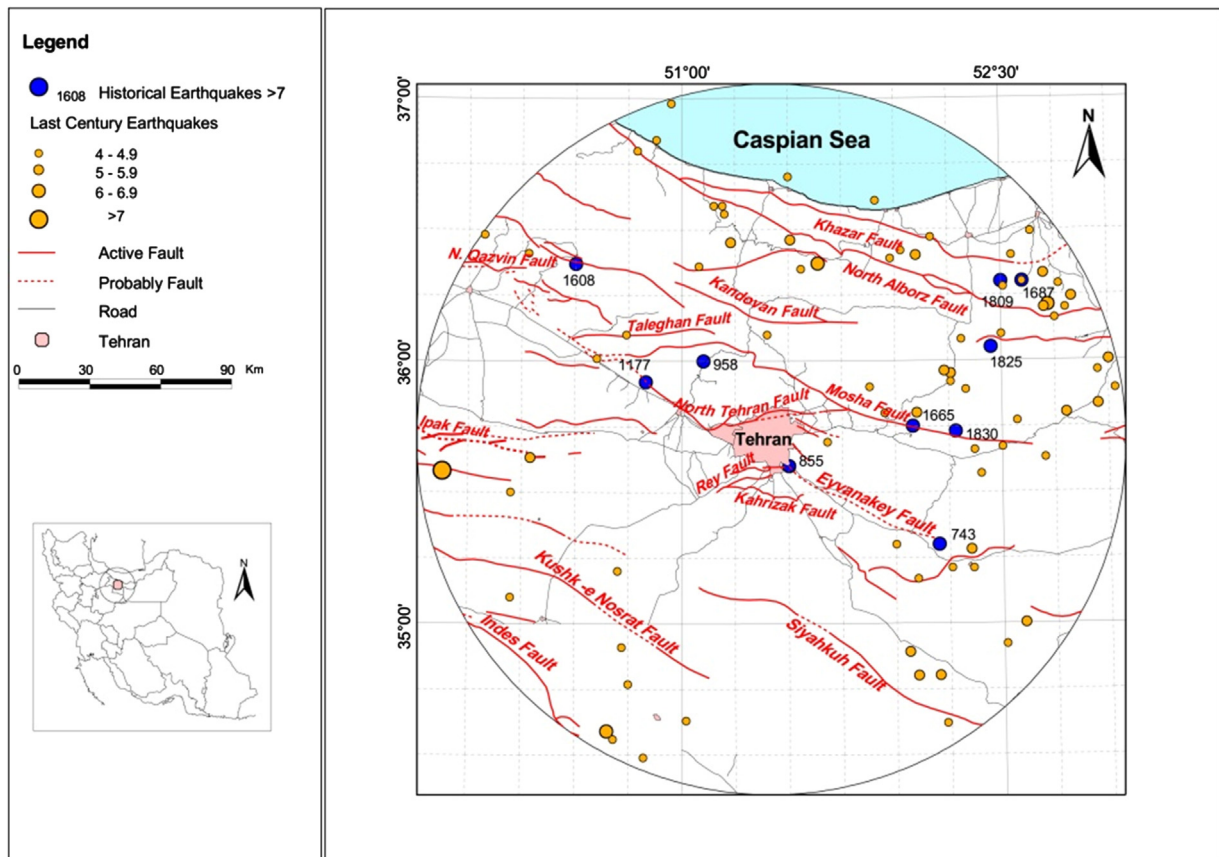 Legend
1608 Historical Earthquakes >7
Last Century Earthquakes
4 - 4.9
5 - 5.9
6 - 6.9
>7
Active Fault
Probably Fault
Road
Tehran
0 30 60 90 Km
N
51°00'
52°30'
37°00'
36°00'
35°00'
N
Caspian Sea
Khazar Fault
N. Qazvin Fault
1608
North Alborz Fault
1809
1687
Kandovan Fault
Taleghan Fault
1825
1177
958
North Tehran Fault
Mosha Fault
1665
1830
Ipak Fault
Tehran
855
Rey Fault
Kahrizak Fault
Eyvanakey Fault
743
Kushk -e Nosrat Fault
Indes Fault
Siyahkuh Fault